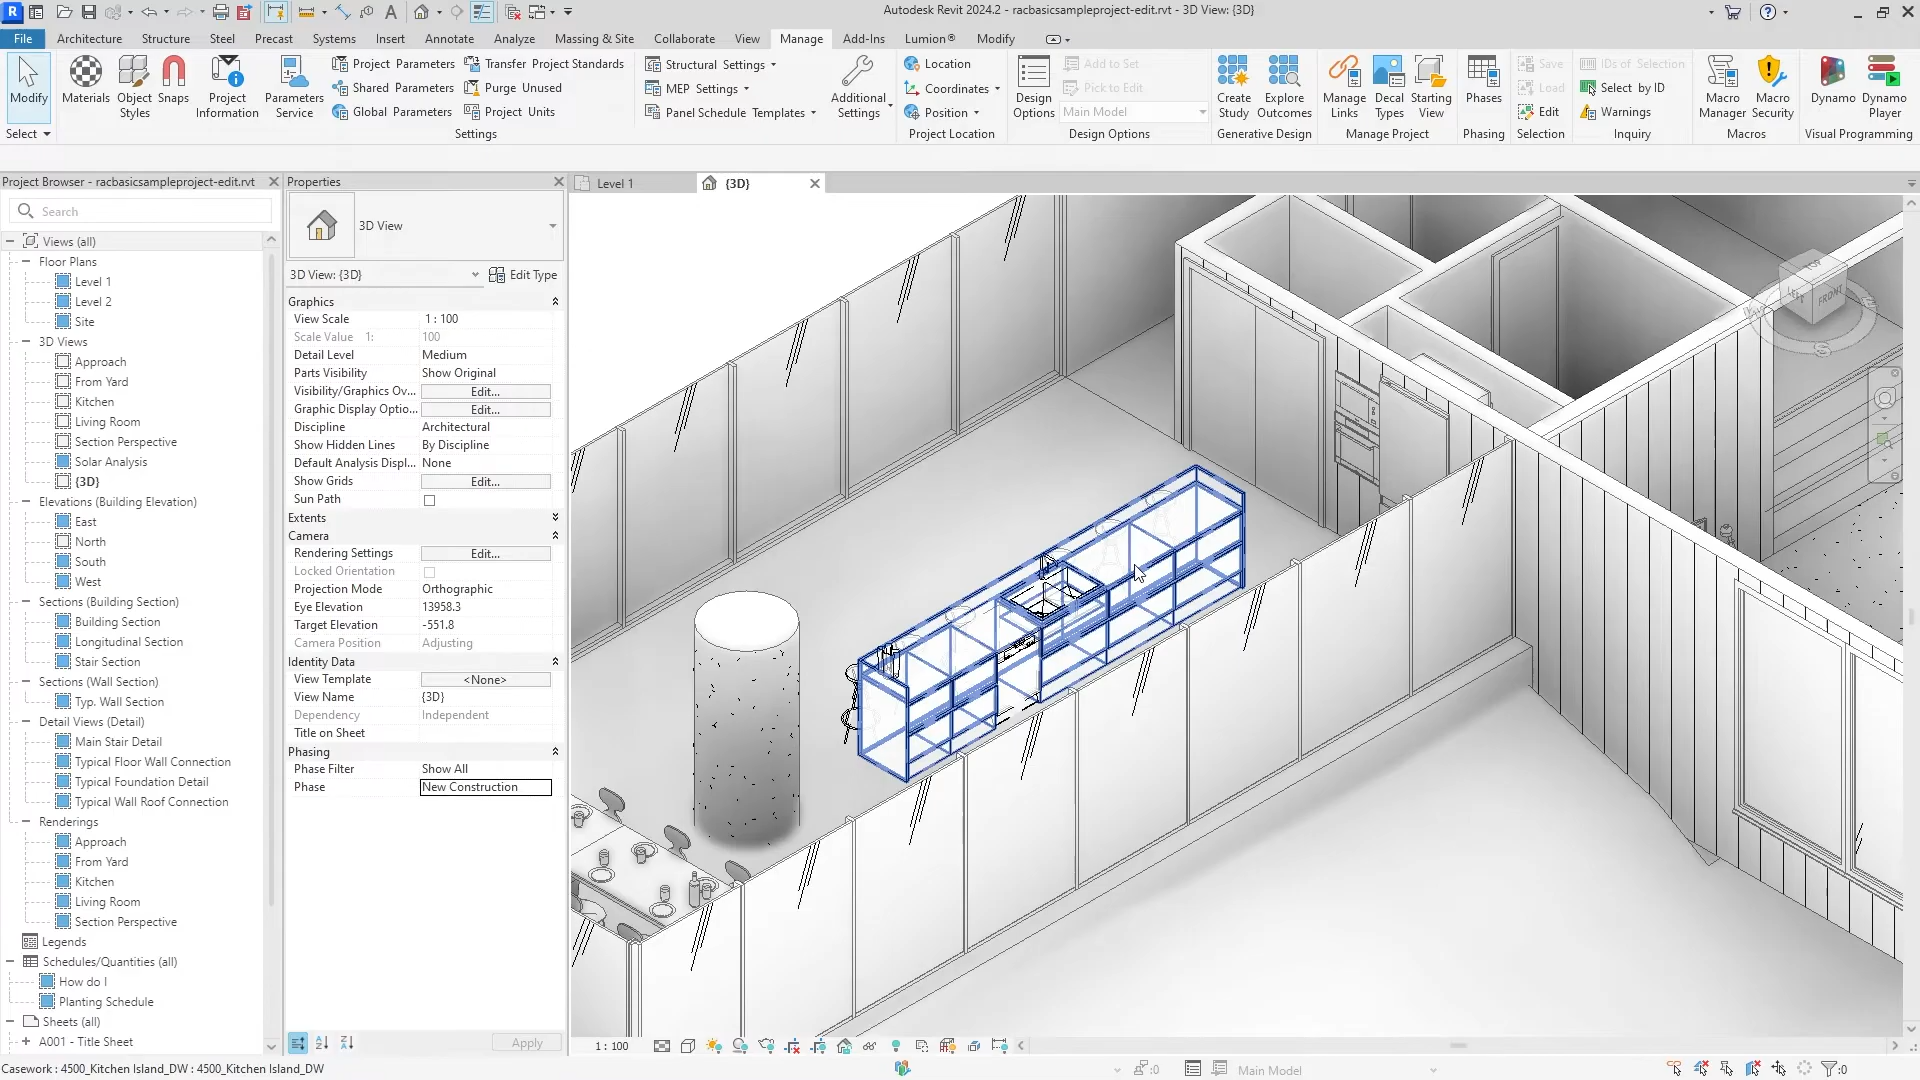 Autodesk Revit 2024.2 - racbasicsampleproject-edit.rvt - 3D View: {3D}
File Architecture Structure Steel Precast Systems Insert Annotate Analyze Massing & Site Collaborate View Manage Add-Ins Lumion® Modify
Modify
Select
Materials
Object Styles
Snaps
Project Information
Parameters Service
Project Parameters
Shared Parameters
Global Parameters
Transfer Project Standards
Purge Unused
Project Units
Settings
Structural Settings
MEP Settings
Panel Schedule Templates
Additional Settings
Location
Coordinates
Position
Project Location
Design Options
Add to Set
Pick to Edit
Main Model
Design Options
Create Study
Explore Outcomes
Generative Design
Manage Links
Decal Types
Starting View
Manage Project
Phases
Phasing
Save
Load
Edit
Selection
IDs of Selection
Select by ID
Warnings
Inquiry
Macro Manager
Macro Security
Macros
Dynamo
Dynamo Player
Visual Programming
Project Browser - racbasicsampleproject-edit.rvt
Search
Views (all)
Floor Plans
Level 1
Level 2
Site
3D Views
Approach
From Yard
Kitchen
Living Room
Section Perspective
Solar Analysis
{3D}
Elevations (Building Elevation)
East
North
South
West
Sections (Building Section)
Building Section
Longitudinal Section
Stair Section
Sections (Wall Section)
Typ. Wall Section
Detail Views (Detail)
Main Stair Detail
Typical Floor Wall Connection
Typical Foundation Detail
Typical Wall Roof Connection
Renderings
Approach
From Yard
Kitchen
Living Room
Section Perspective
Legends
Schedules/Quantities (all)
How do I
Planting Schedule
Sheets (all)
A001 - Title Sheet
Properties
3D View
3D View: {3D} Edit Type
Graphics
View Scale 1 : 100
Scale Value 1: 100
Detail Level Medium
Parts Visibility Show Original
Visibility/Graphics Ov... Edit...
Graphic Display Optio... Edit...
Discipline Architectural
Show Hidden Lines By Discipline
Default Analysis Displ... None
Show Grids Edit...
Sun Path
Extents
Camera
Rendering Settings Edit...
Locked Orientation
Projection Mode Orthographic
Eye Elevation 13958.3
Target Elevation -551.8
Camera Position Adjusting
Identity Data
View Template <None>
View Name {3D}
Dependency Independent
Title on Sheet
Phasing
Phase Filter Show All
Phase New Construction
Apply
Level 1
{3D}
TOP
LEFT
FRONT
S
1 : 100
Casework : 4500_Kitchen Island_DW : 4500_Kitchen Island_DW
:0
Main Model
:0